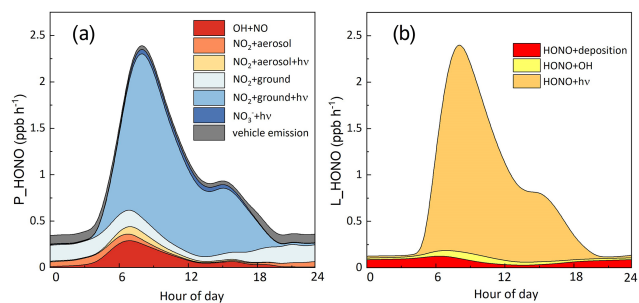 (a)
OH+NO
NO₂+aerosol
NO₂+aerosol+hν
NO₂+ground
NO₂+ground+hν
NO₃⁻+hν
vehicle emission
P_HONO (ppb h⁻¹)
2.5
2
1.5
1
0.5
0
0 6 12 18 24
Hour of day
(b)
HONO+deposition
HONO+OH
HONO+hν
L_HONO (ppb h⁻¹)
2.5
2
1.5
1
0.5
0
0 6 12 18 24
Hour of day